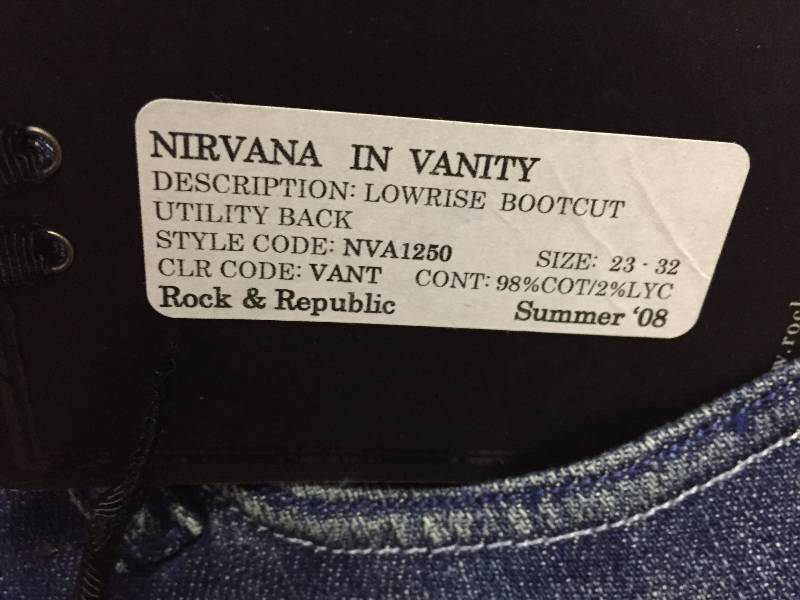 NIRVANA IN VANITY
DESCRIPTION: LOWRISE BOOTCUT
UTILITY BACK
STYLE CODE: NVA1250 SIZE: 23 - 32
CLR CODE: VANT CONT: 98%COT/2%LYC
Rock & Republic Summer '08